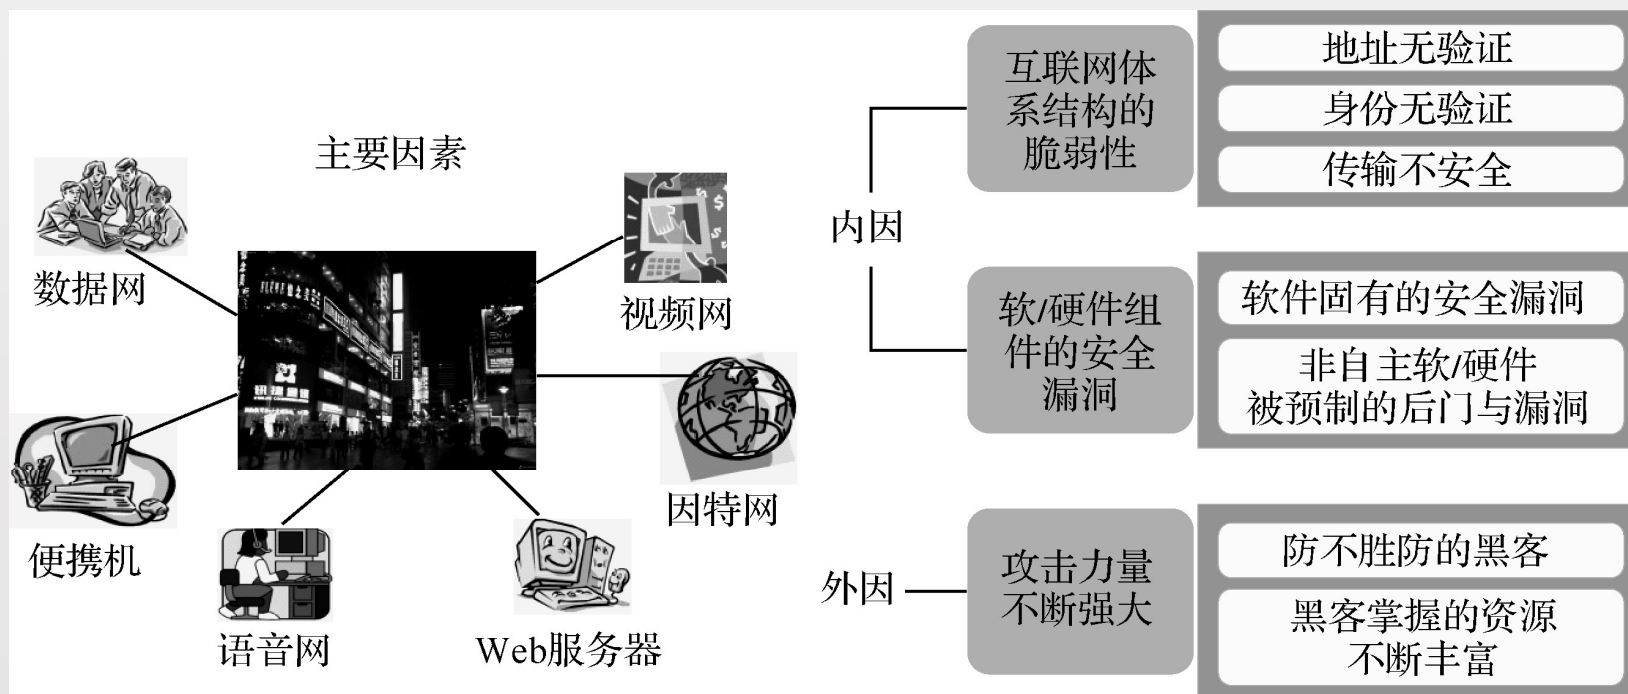 主要因素
数据网
视频网
因特网
便携机
语音网
Web服务器
内因
互联网体
系结构的
脆弱性
地址无验证
身份无验证
传输不安全
软/硬件组
件的安全
漏洞
软件固有的安全漏洞
非自主软/硬件
被预制的后门与漏洞
外因
攻击力量
不断强大
防不胜防的黑客
黑客掌握的资源
不断丰富